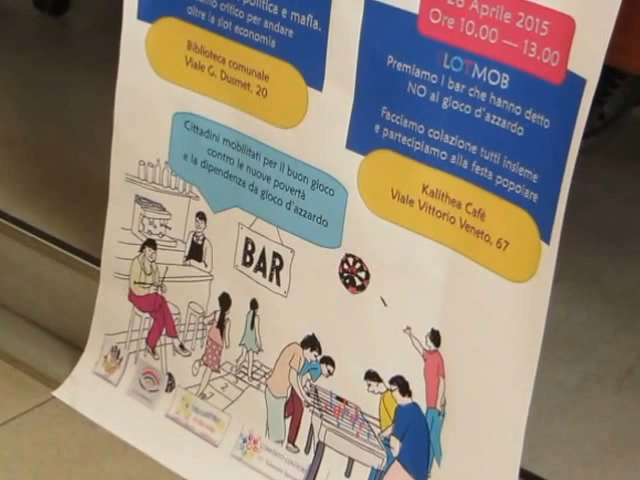 politica e mafia.
critico per andare
oltre la slot economia
Biblioteca comunale
Viale G. Dusmet, 20
Aprile 2015
Ore 10.00 — 13.00
SLOTMOB
Premiamo i bar che hanno detto
NO al gioco d'azzardo
Facciamo colazione tutti insieme
e partecipiamo alla festa popolare
Kalithea Cafè
Viale Vittorio Veneto, 67
Cittadini mobilitati per il buon gioco
contro le nuove povertà
e la dipendenza da gioco d'azzardo
BAR